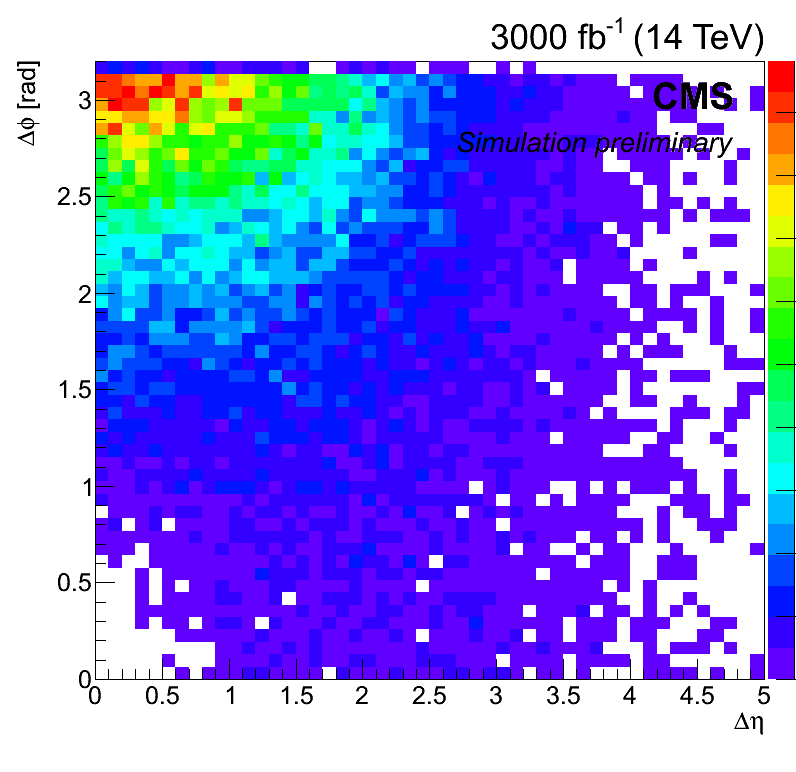 3000 fb⁻¹ (14 TeV)
CMS
Simulation preliminary
Δϕ [rad]
3
2.5
2
1.5
1
0.5
0
0 0.5 1 1.5 2 2.5 3 3.5 4 4.5 5
Δη